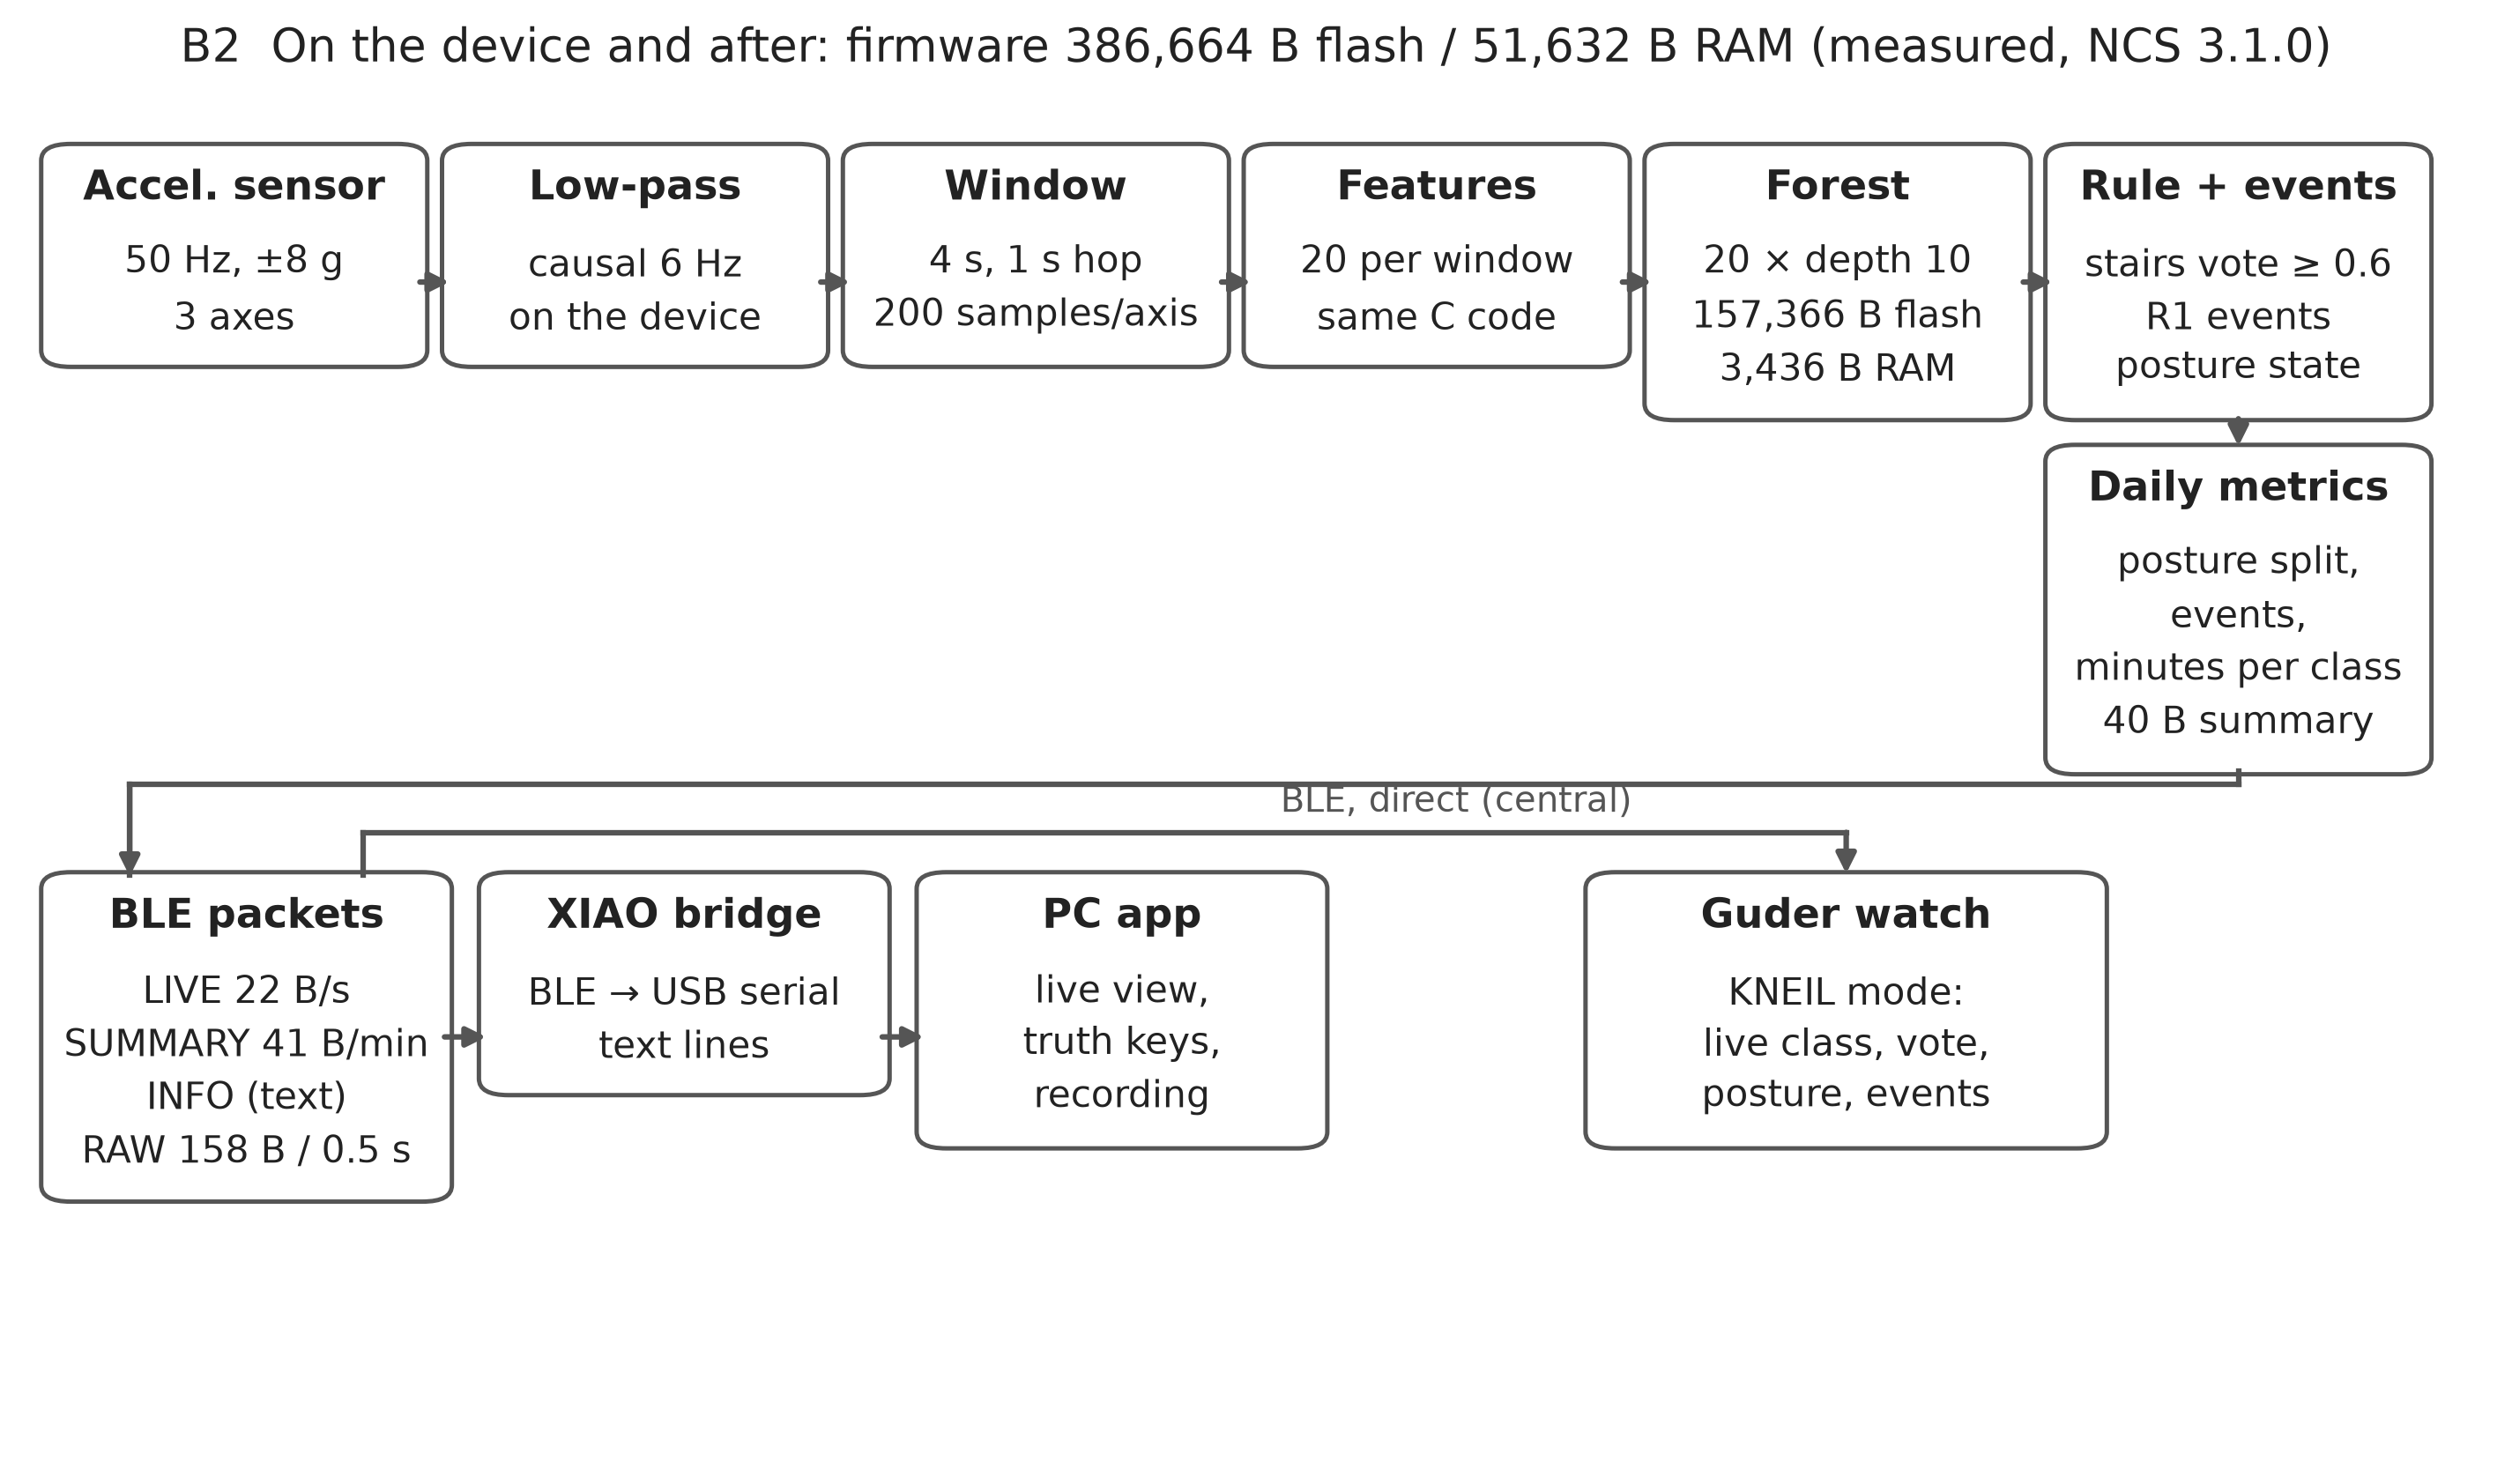 B2  On the device and after: firmware 386,664 B flash / 51,632 B RAM (measured, NCS 3.1.0)
Accel. sensor
50 Hz, ±8 g
3 axes
Low-pass
causal 6 Hz
on the device
Window
4 s, 1 s hop
200 samples/axis
Features
20 per window
same C code
Forest
20 × depth 10
157,366 B flash
3,436 B RAM
Rule + events
stairs vote ≥ 0.6
R1 events
posture state
Daily metrics
posture split,
events,
minutes per class
40 B summary
BLE, direct (central)
BLE packets
LIVE 22 B/s
SUMMARY 41 B/min
INFO (text)
RAW 158 B / 0.5 s
XIAO bridge
BLE → USB serial
text lines
PC app
live view,
truth keys,
recording
Guder watch
KNEIL mode:
live class, vote,
posture, events